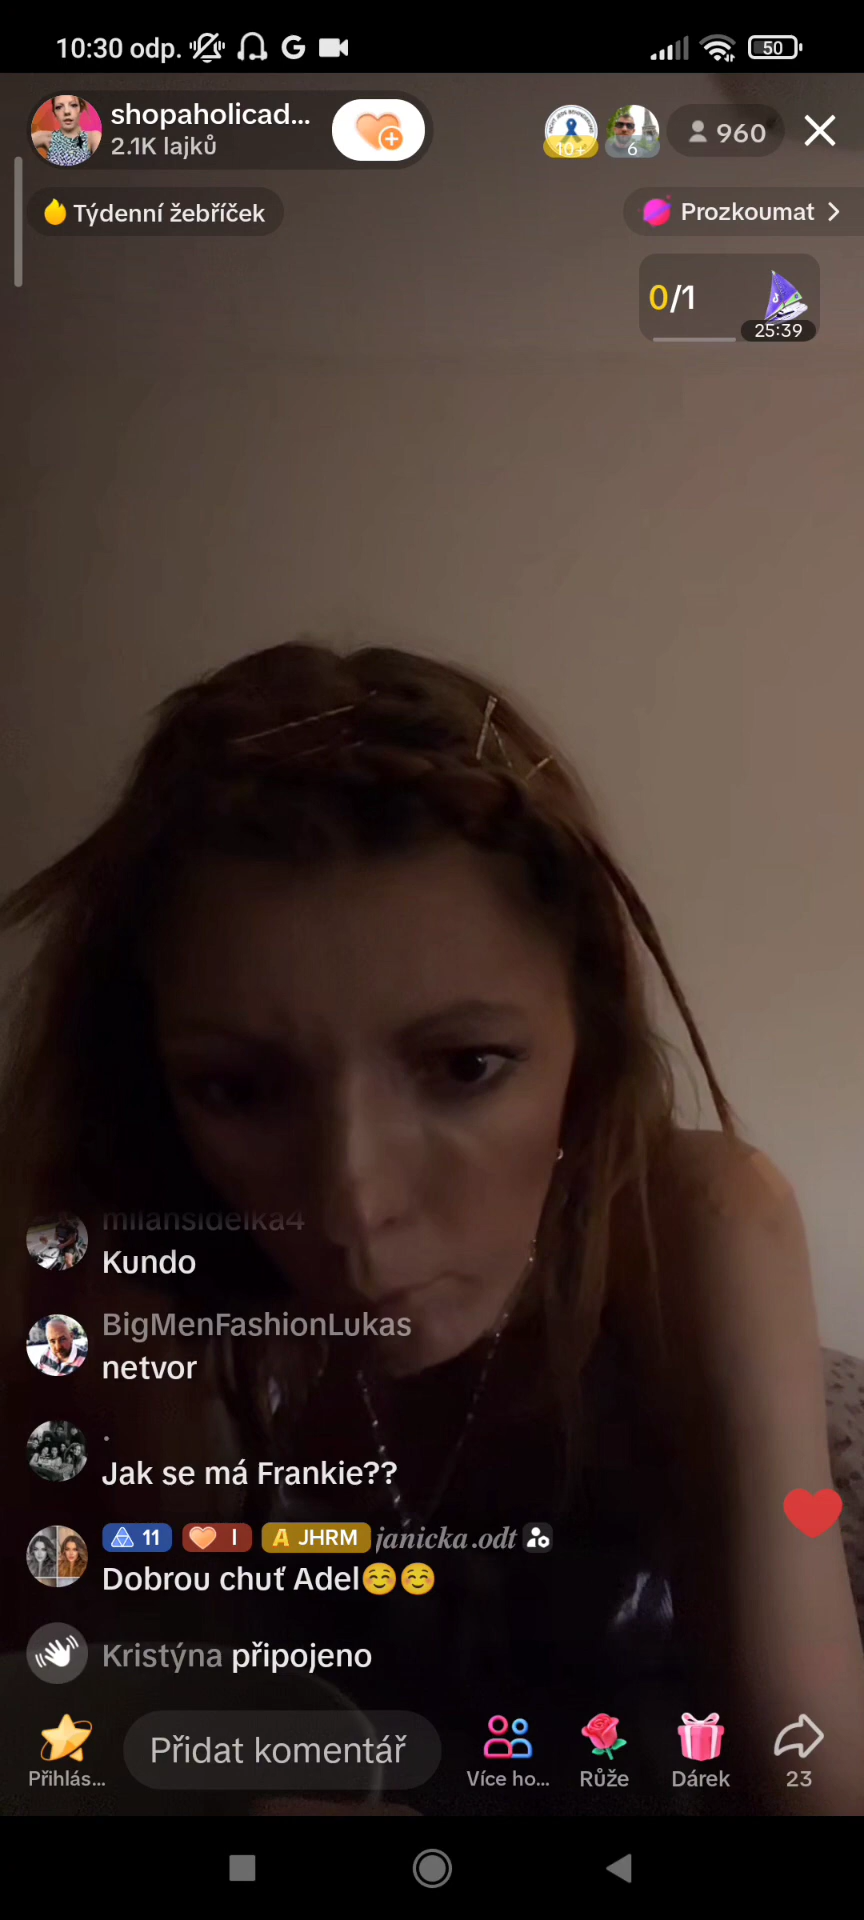 10:30 odp.
50
shopaholicad...
2.1K lajků
10+
6
960
Týdenní žebříček
Prozkoumat
0/1
25:39
milansidelka4
Kundo
BigMenFashionLukas
netvor
.
Jak se má Frankie??
11 I A JHRM janicka.odt
Dobrou chuť Adel☺️☺️
Kristýna připojeno
Přidat komentář
Přihlás...
Více ho...
Růže
Dárek
23